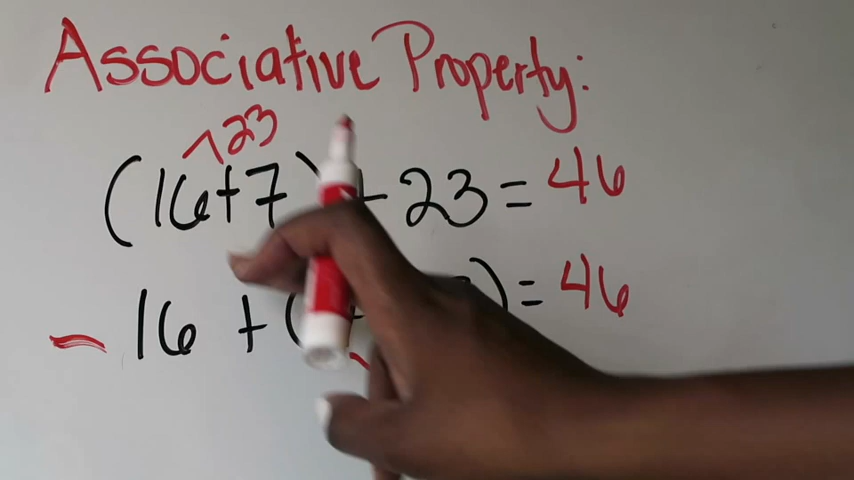 Associative Property:
^23
(16+7) + 23 = 46
- 16 + ( ) = 46